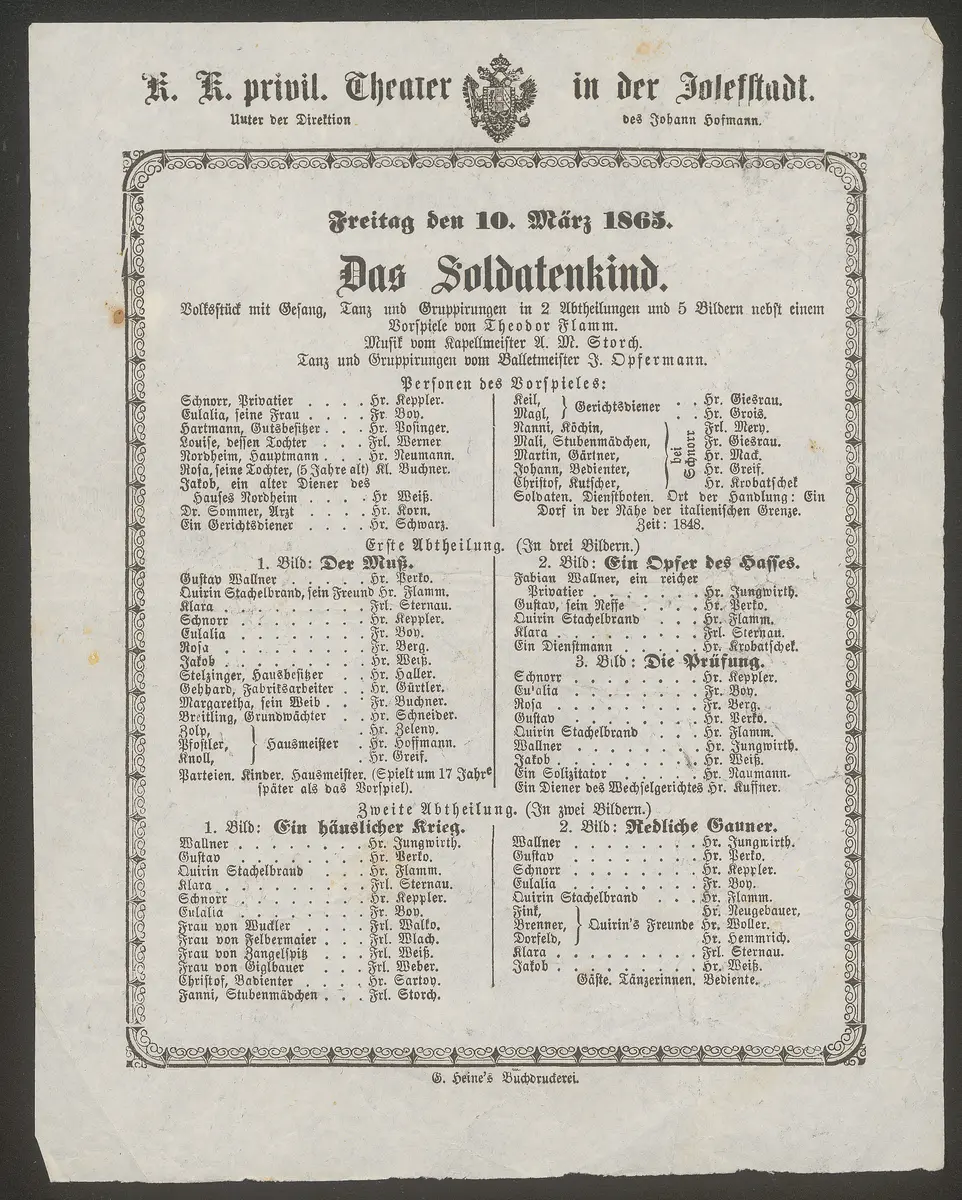 K. K. privil. Theater in der Josefstadt.
Unter der Direktion des Johann Hofmann.
Freitag den 10. März 1865.
Das Soldatenkind.
Volksstück mit Gesang, Tanz und Gruppirungen in 2 Abtheilungen und 5 Bildern nebst einem
Vorspiele von Theodor Flamm.
Musik vom Kapellmeister A. M. Storch.
Tanz und Gruppirungen vom Balletmeister J. Opfermann.
Personen des Vorspieles:
Schnorr, Privatier . . . . Hr. Keppler.
Eulalia, seine Frau . . . . Fr. Boy.
Hartmann, Gutsbesitzer . . . Hr. Posinger.
Louise, dessen Tochter . . . Frl. Werner
Nordheim, Hauptmann . . . Hr. Neumann.
Rosa, seine Tochter, (5 Jahre alt) Kl. Buchner.
Jakob, ein alter Diener des
Hauses Nordheim . . . . Hr Weiß.
Dr. Sommer, Arzt . . . . Hr. Korn.
Ein Gerichtsdiener . . . . Hr. Schwarz.
Keil, } Gerichtsdiener . . Hr. Giesrau.
Magl, . Hr. Grois.
Nanni, Köchin, } bei Schnorr Frl. Mery.
Mali, Stubenmädchen, Fr. Giesrau.
Martin, Gärtner, Hr. Mack.
Johann, Bedienter, Hr. Greif.
Christof, Kutscher, Hr. Krobatschek
Soldaten. Dienstboten. Ort der Handlung: Ein
Dorf in der Nähe der italienischen Grenze.
Zeit: 1848.
Erste Abtheilung. (In drei Bildern.)
1. Bild: Der Muß.
Gustav Wallner . . . . Hr. Perko.
Quirin Stachelbrand, sein Freund Hr. Flamm.
Klara . . . . . . . . Frl. Sternau.
Schnorr . . . . . . . Hr. Keppler.
Eulalia . . . . . . . Fr. Boy.
Rosa . . . . . . . . Fr. Berg.
Jakob . . . . . . . . Hr. Weiß.
Stelzinger, Hausbesitzer . . Hr. Haller.
Gebhard, Fabriksarbeiter . . Hr. Gürtler.
Margaretha, sein Weib . . Fr. Buchner.
Breitling, Grundwächter . . Hr. Schneider.
Zolp, } Hausmeister . Hr. Zeleny.
Pfostler, . Hr. Hoffmann.
Knoll, . Hr. Greif.
Parteien. Kinder. Hausmeister. (Spielt um 17 Jahre
später als das Vorspiel).
2. Bild: Ein Opfer des Hasses.
Fabian Wallner, ein reicher
Privatier . . . . . . . Hr. Jungwirth.
Gustav, sein Neffe . . . . Hr. Perko.
Quirin Stachelbrand . . . Hr. Flamm.
Klara . . . . . . . . Frl. Sternau.
Ein Dienstmann . . . . . Hr. Krobatschek.
3. Bild: Die Prüfung.
Schnorr . . . . . . . Hr. Keppler.
Eulalia . . . . . . . Fr. Boy.
Rosa . . . . . . . . Fr. Berg.
Gustav . . . . . . . Hr. Perko.
Quirin Stachelbrand . . . Hr. Flamm.
Wallner . . . . . . . Hr. Jungwirth.
Jakob . . . . . . . . Hr. Weiß.
Ein Solizitator . . . . . Hr. Naumann.
Ein Diener des Wechselgerichtes Hr. Kuffner.
Zweite Abtheilung. (In zwei Bildern.)
1. Bild: Ein häuslicher Krieg.
Wallner . . . . . . . Hr. Jungwirth.
Gustav . . . . . . . Hr. Perko.
Quirin Stachelbrand . . . Hr. Flamm.
Klara . . . . . . . . Frl. Sternau.
Schnorr . . . . . . . Hr. Keppler.
Eulalia . . . . . . . Fr. Boy.
Frau von Wuckler . . . . Frl. Walko.
Frau von Felbermaier . . . Frl. Wlach.
Frau von Zangelspitz . . . Frl. Weiß.
Frau von Giglbauer . . . Frl. Weber.
Christof, Badienter . . . Hr. Sartoy.
Fanni, Stubenmädchen . . . Frl. Storch.
2. Bild: Redliche Gauner.
Wallner . . . . . . . Hr. Jungwirth.
Gustav . . . . . . . Hr. Perko.
Schnorr . . . . . . . Hr. Keppler.
Eulalia . . . . . . . Fr. Boy.
Quirin Stachelbrand . . . Hr. Flamm.
Fink, } Quirin's Freunde Hr. Neugebauer,
Brenner, Hr. Woller.
Dorfeld, Hr. Hemmrich.
Klara . . . . . . . . Frl. Sternau.
Jakob . . . . . . . . Hr. Weiß.
Gäste. Tänzerinnen. Bediente.
G. Heine's Buchdruckerei.